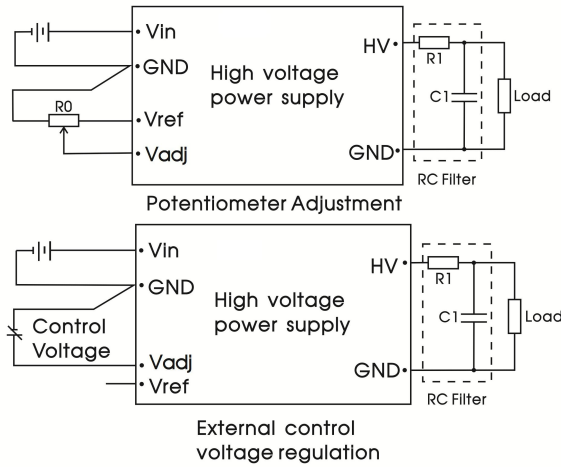 Vin
GND
R0
Vref
Vadj
High voltage
power supply
HV
GND
R1
C1
Load
RC Filter
Potentiometer Adjustment
Vin
GND
Control
Voltage
Vadj
Vref
High voltage
power supply
HV
GND
R1
C1
Load
RC Filter
External control
voltage regulation